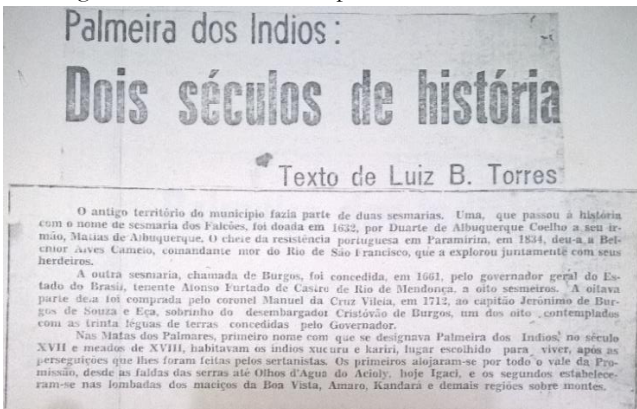 Palmeira dos Indios:
Dois séculos de história
Texto de Luiz B. Torres
O antigo território do município fazia parte de duas sesmarias. Uma, que passou à história
com o nome de sesmaria dos Falcões, foi doada em 1632, por Duarte de Albuquerque Coelho a seu ir-
mão, Matias de Albuquerque. O chefe da resistência portuguesa em Paramirim, em 1834, deu-a a Bel-
chior Alves Camelo, comandante mor do Rio de São Francisco, que a explorou juntamente com seus
herdeiros.
A outra sesmaria, chamada de Burgos, foi concedida, em 1661, pelo governador geral do Es-
tado do Brasil, tenente Afonso Furtado de Castro de Rio de Mendonça, a oito sesmeiros. A oitava
parte dela foi comprada pelo coronel Manuel da Cruz Vilela, em 1712, ao capitão Jerônimo de Bur-
gos de Souza e Eça, sobrinho do desembargador Cristóvão de Burgos, um dos oito contemplados
com as trinta léguas de terras concedidas pelo Governador.
Nas Matas dos Palmares, primeiro nome com que se designava Palmeira dos Indios, no século
XVII e meados de XVIII, habitavam os índios xucuru e kariri, lugar escolhido para viver, após as
perseguições que lhes foram feitas pelos sertanistas. Os primeiros alojaram-se por todo o vale da Pro-
missão, desde as faldas das serras até Olhos d'Agua do Acioly, hoje Igaci, e os segundos estabelece-
ram-se nas lombadas dos maciços da Boa Vista, Amaro, Kandará e demais regiões sobre montes.